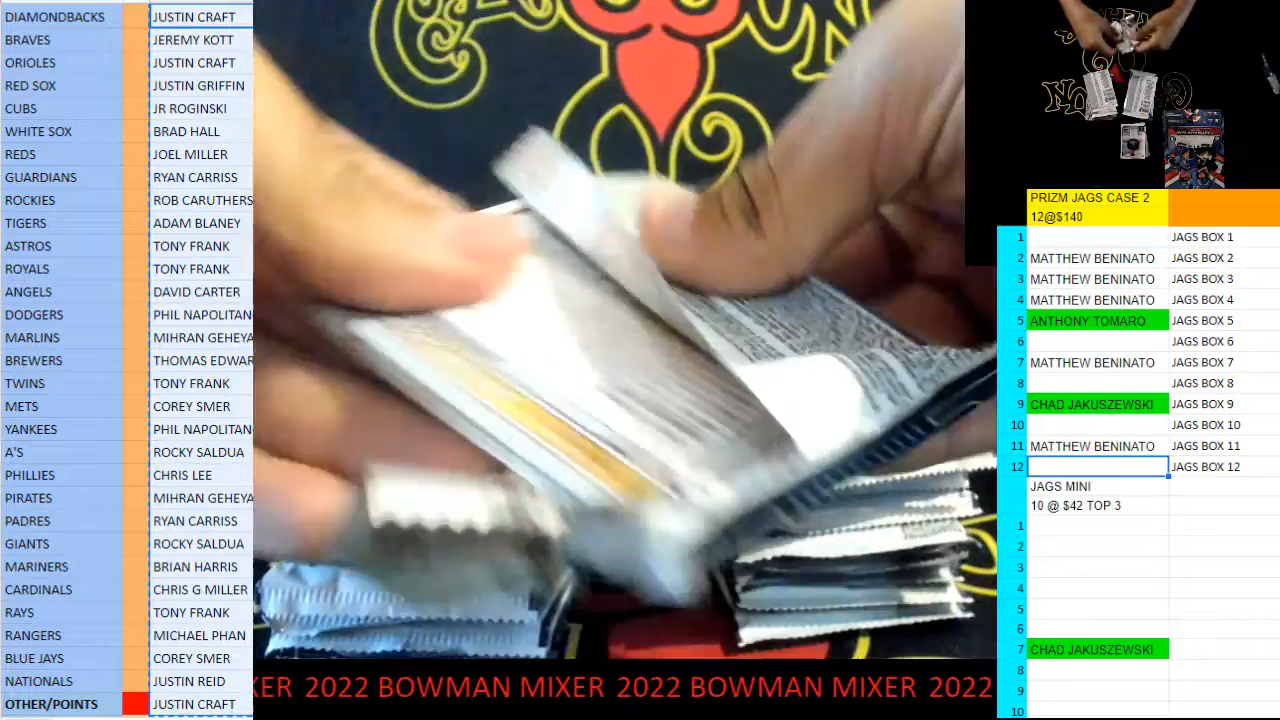 DIAMONDBACKS JUSTIN CRAFT
BRAVES JEREMY KOTT
ORIOLES JUSTIN CRAFT
RED SOX JUSTIN GRIFFIN
CUBS JR ROGINSKI
WHITE SOX BRAD HALL
REDS JOEL MILLER
GUARDIANS RYAN CARRISS
ROCKIES ROB CARUTHERS
TIGERS ADAM BLANEY
ASTROS TONY FRANK
ROYALS TONY FRANK
ANGELS DAVID CARTER
DODGERS PHIL NAPOLITAN
MARLINS MIHRAN GEHEYA
BREWERS THOMAS EDWAR
TWINS TONY FRANK
METS COREY SMER
YANKEES PHIL NAPOLITAN
A'S ROCKY SALDUA
PHILLIES CHRIS LEE
PIRATES MIHRAN GEHEYA
PADRES RYAN CARRISS
GIANTS ROCKY SALDUA
MARINERS BRIAN HARRIS
CARDINALS CHRIS G MILLER
RAYS TONY FRANK
RANGERS MICHAEL PHAN
BLUE JAYS COREY SMER
NATIONALS JUSTIN REID
OTHER/POINTS JUSTIN CRAFT
XER 2022 BOWMAN MIXER 2022 BOWMAN MIXER 2022
PRIZM JAGS CASE 2
12@$140
1 JAGS BOX 1
2 MATTHEW BENINATO JAGS BOX 2
3 MATTHEW BENINATO JAGS BOX 3
4 MATTHEW BENINATO JAGS BOX 4
5 ANTHONY TOMARO JAGS BOX 5
6 JAGS BOX 6
7 MATTHEW BENINATO JAGS BOX 7
8 JAGS BOX 8
9 CHAD JAKUSZEWSKI JAGS BOX 9
10 JAGS BOX 10
11 MATTHEW BENINATO JAGS BOX 11
12 JAGS BOX 12
JAGS MINI
10 @ $42 TOP 3
1
2
3
4
5
6
7 CHAD JAKUSZEWSKI
8
9
10